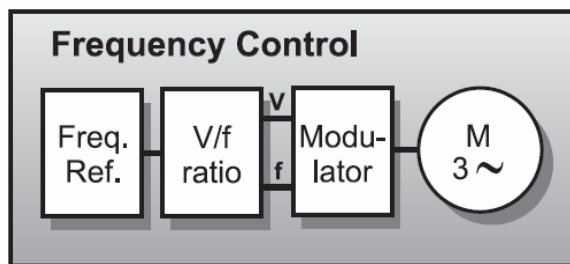 Frequency Control
Freq.
Ref.
V/f
ratio
V
f
Modu-
lator
M
3 ~